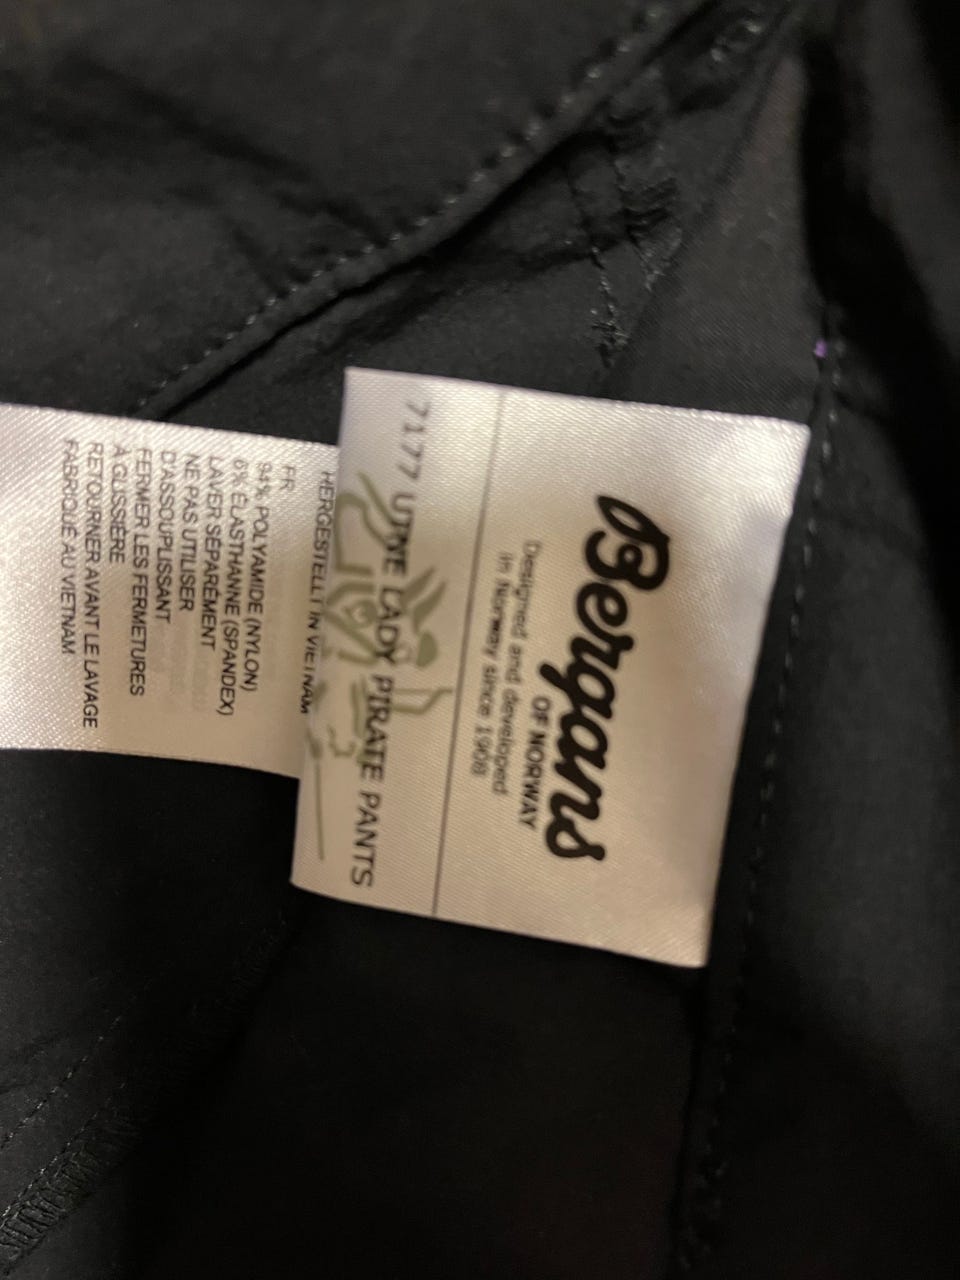 Bergans
OF NORWAY
Designed and developed
in Norway since 1908
7177 UTNE LADY PIRATE PANTS
HERGESTELLT IN VIETNAM
FR
94% POLYAMIDE (NYLON)
6% ÉLASTHANNE (SPANDEX)
LAVER SÉPARÉMENT
NE PAS UTILISER
D'ASSOUPLISSANT
FERMER LES FERMETURES
À GLISSIÈRE
RETOURNER AVANT LE LAVAGE
FABRIQUÉ AU VIETNAM